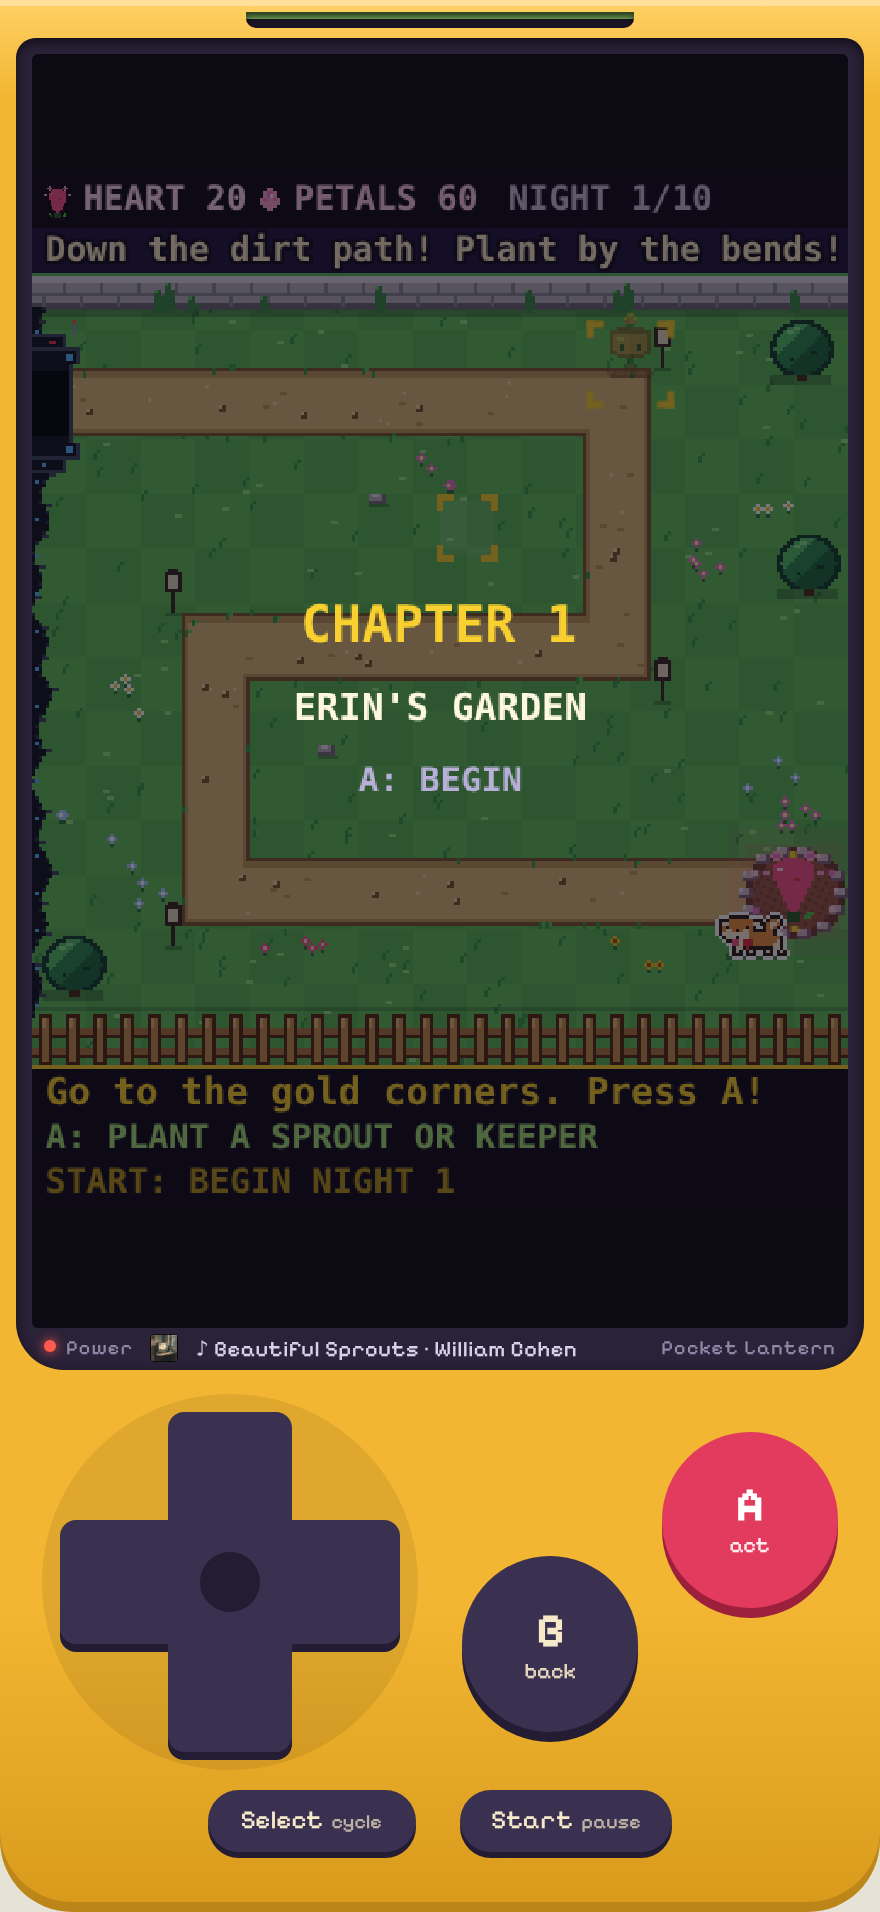 HEART 20 PETALS 60 NIGHT 1/10
Down the dirt path! Plant by the bends!
CHAPTER 1
ERIN'S GARDEN
A: BEGIN
Go to the gold corners. Press A!
A: PLANT A SPROUT OR KEEPER
START: BEGIN NIGHT 1
Power ♪ Beautiful Sprouts · William Cohen Pocket Lantern
A
act
B
back
Select cycle Start pause